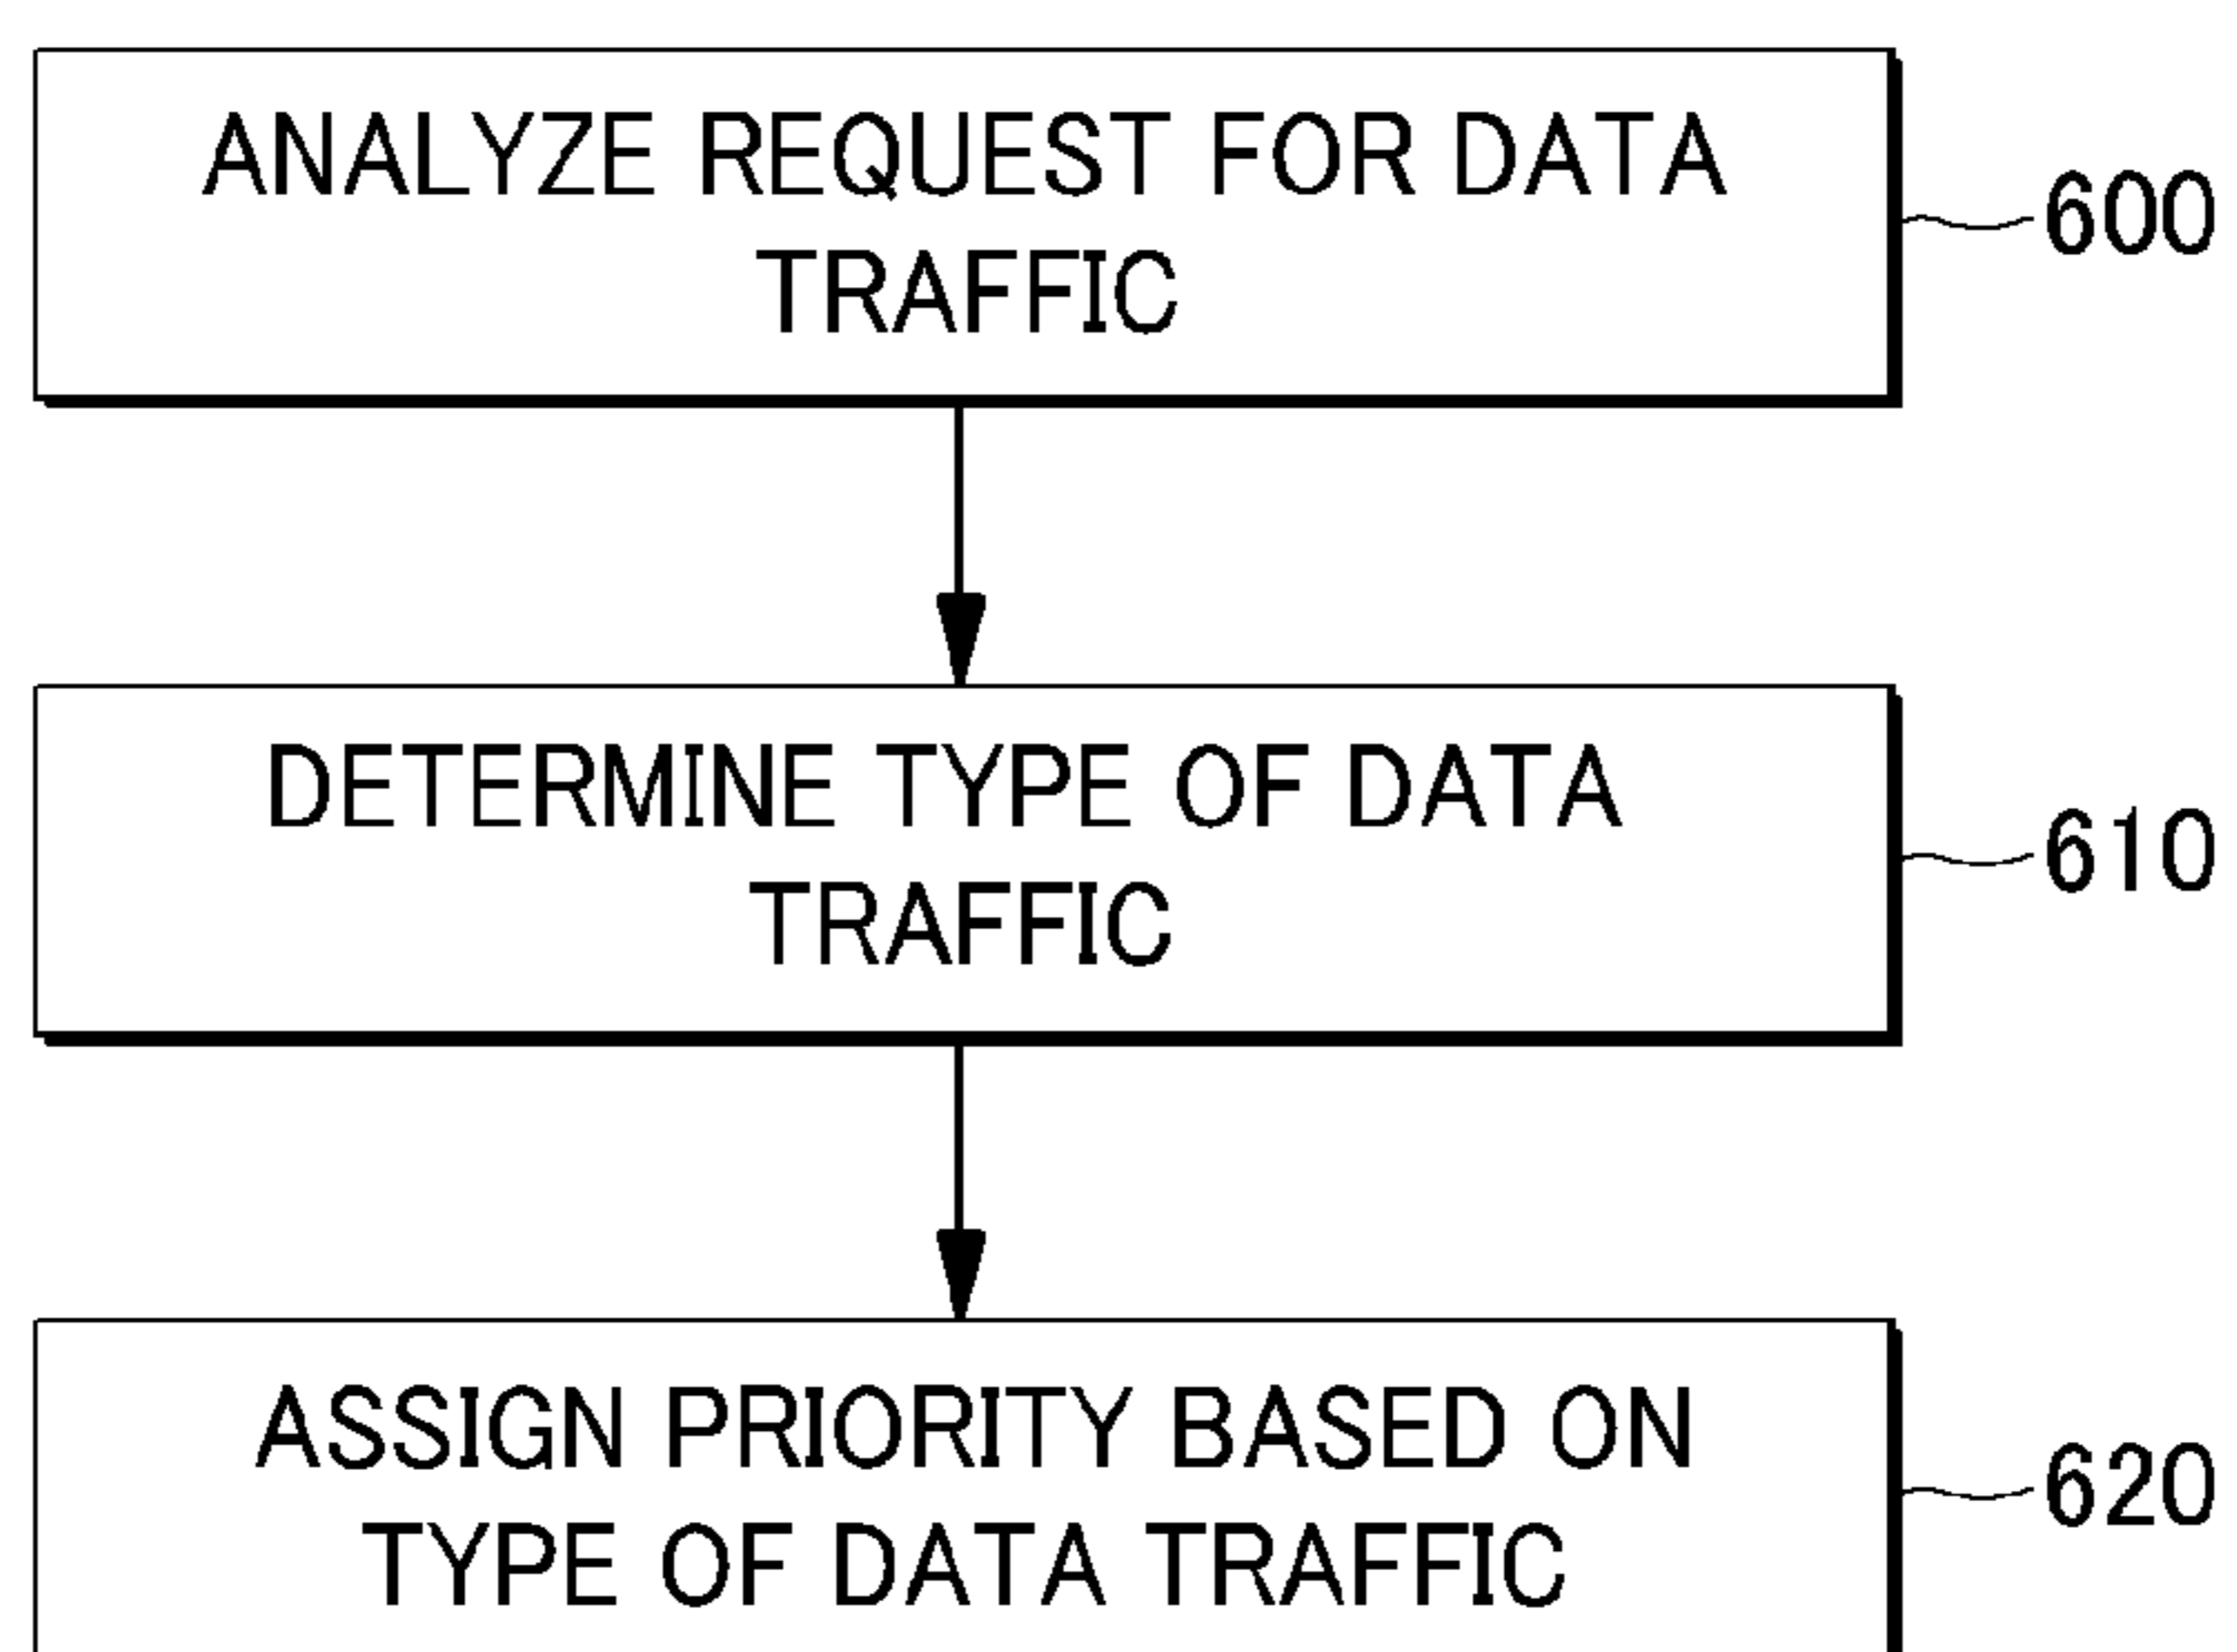 ANALYZE REQUEST FOR DATA
TRAFFIC
600
DETERMINE TYPE OF DATA
TRAFFIC
610
ASSIGN PRIORITY BASED ON
TYPE OF DATA TRAFFIC
620